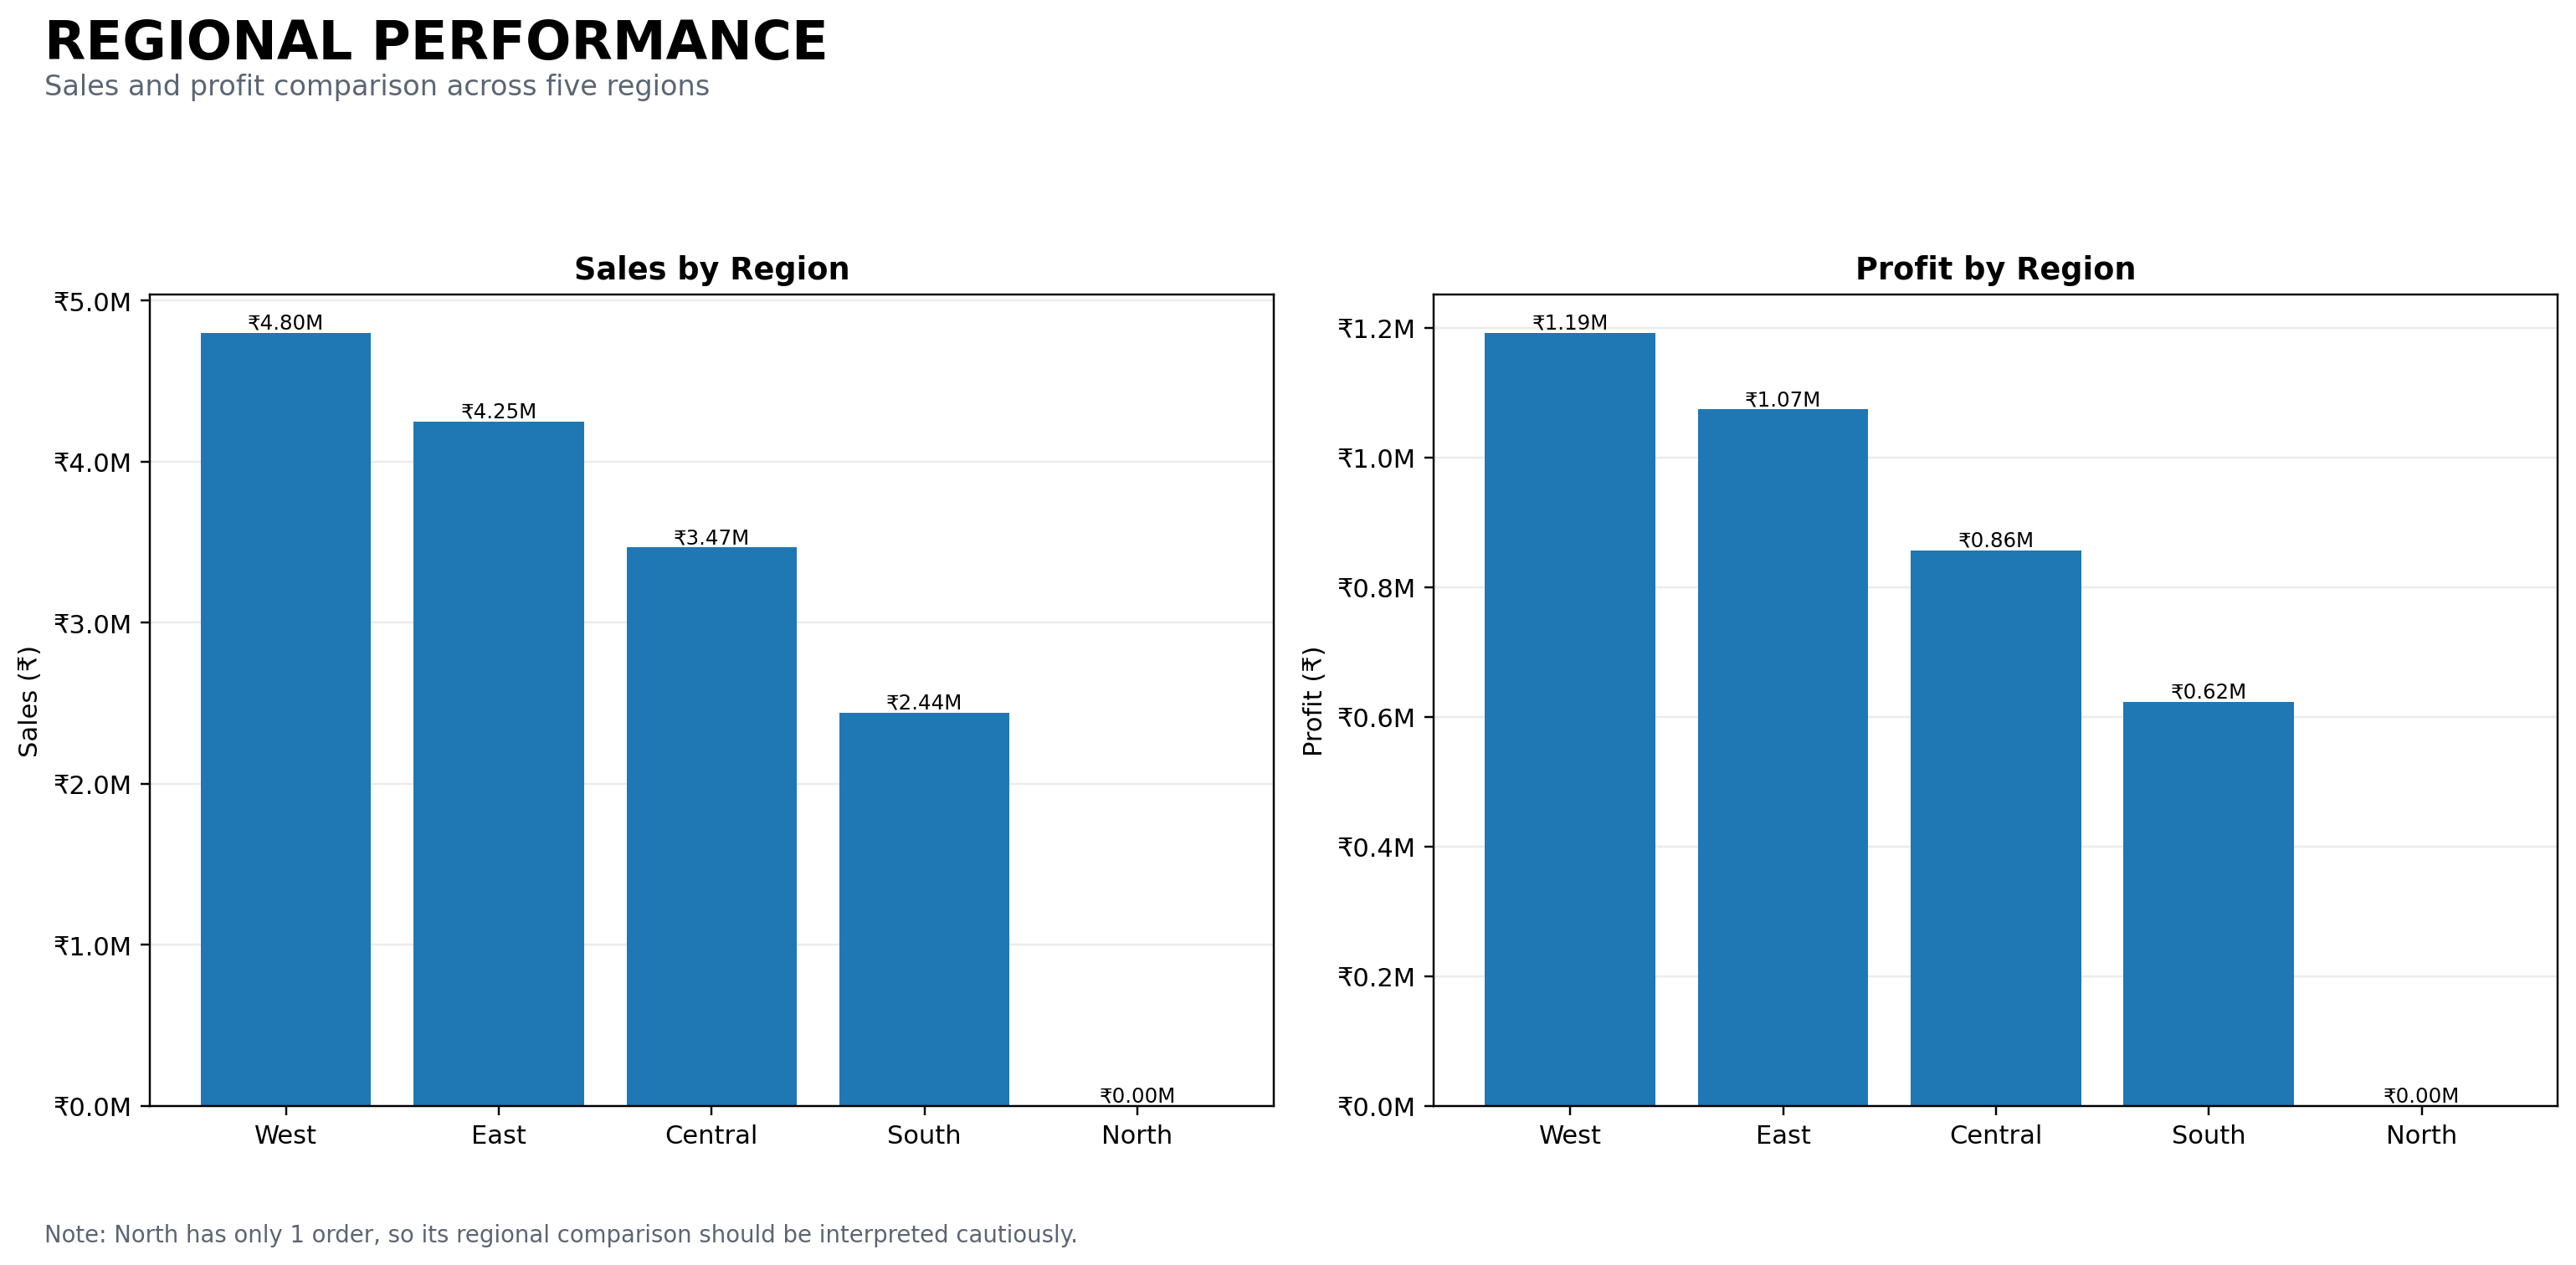 REGIONAL PERFORMANCE
Sales and profit comparison across five regions
Sales by Region
Sales (₹)
₹5.0M
₹4.0M
₹3.0M
₹2.0M
₹1.0M
₹0.0M
₹4.80M
₹4.25M
₹3.47M
₹2.44M
₹0.00M
West
East
Central
South
North
Profit by Region
Profit (₹)
₹1.2M
₹1.0M
₹0.8M
₹0.6M
₹0.4M
₹0.2M
₹0.0M
₹1.19M
₹1.07M
₹0.86M
₹0.62M
₹0.00M
West
East
Central
South
North
Note: North has only 1 order, so its regional comparison should be interpreted cautiously.